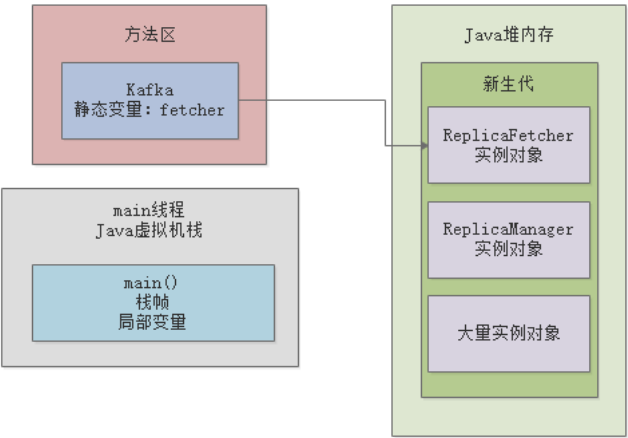 方法区
Kafka
静态变量：fetcher
main线程
Java虚拟机栈
main()
栈帧
局部变量
Java堆内存
新生代
ReplicaFetcher
实例对象
ReplicaManager
实例对象
大量实例对象